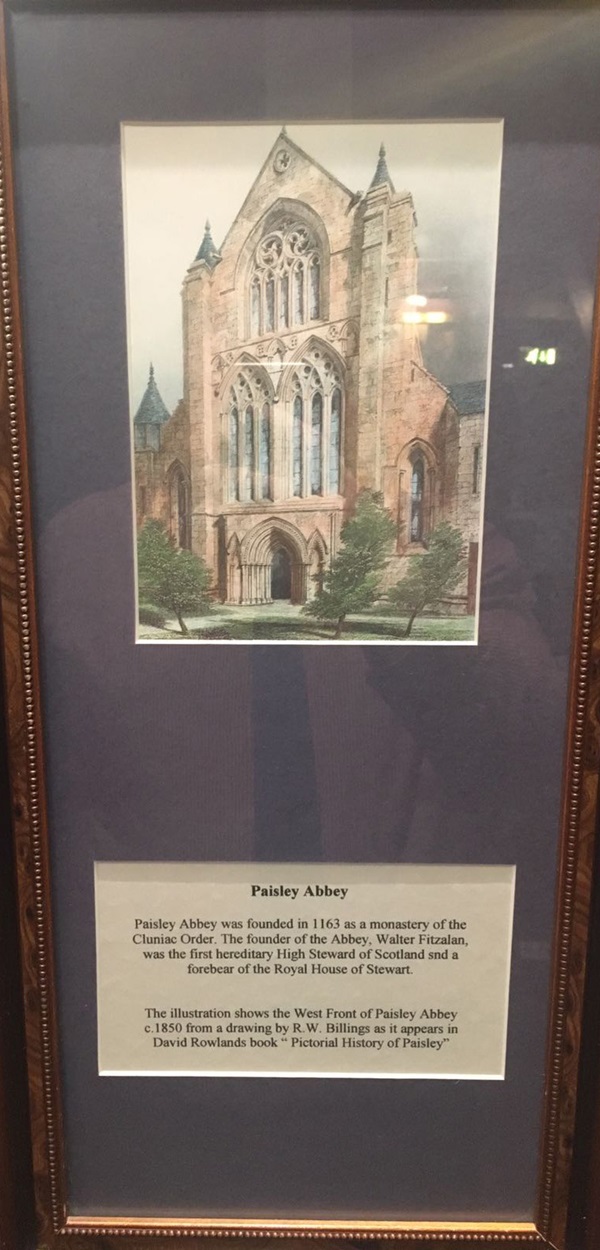 Paisley Abbey
Paisley Abbey was founded in 1163 as a monastery of the
Cluniac Order. The founder of the Abbey, Walter Fitzalan,
was the first hereditary High Steward of Scotland snd a
forebear of the Royal House of Stewart.
The illustration shows the West Front of Paisley Abbey
c.1850 from a drawing by R.W. Billings as it appears in
David Rowlands book “ Pictorial History of Paisley”